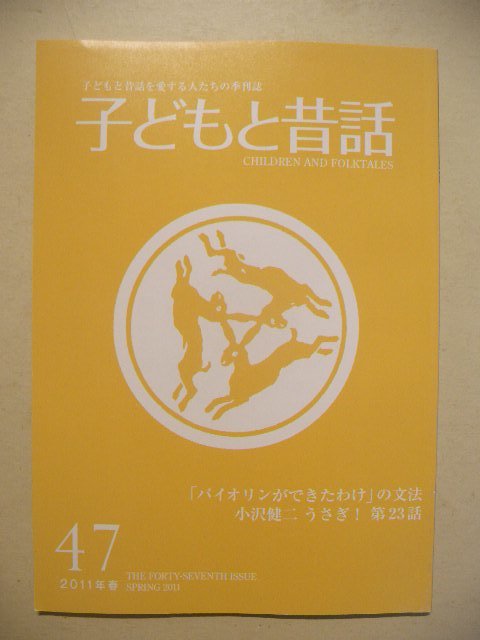 子どもと昔話を愛する人たちの季刊誌
子どもと昔話
CHILDREN AND FOLKTALES
「バイオリンができたわけ」の文法
小沢健二 うさぎ！ 第23話
47
2011年春
THE FORTY-SEVENTH ISSUE
SPRING 2011